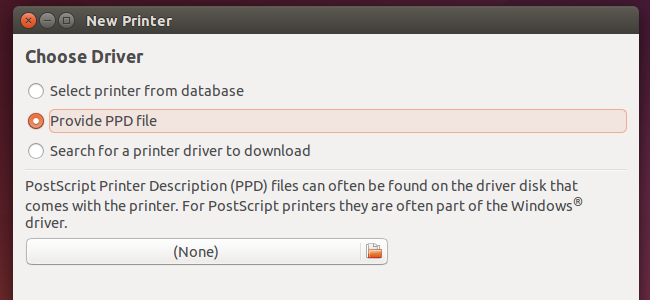 New Printer
Choose Driver
Select printer from database
Provide PPD file
Search for a printer driver to download
PostScript Printer Description (PPD) files can often be found on the driver disk that
comes with the printer. For PostScript printers they are often part of the Windows®
driver.
(None)